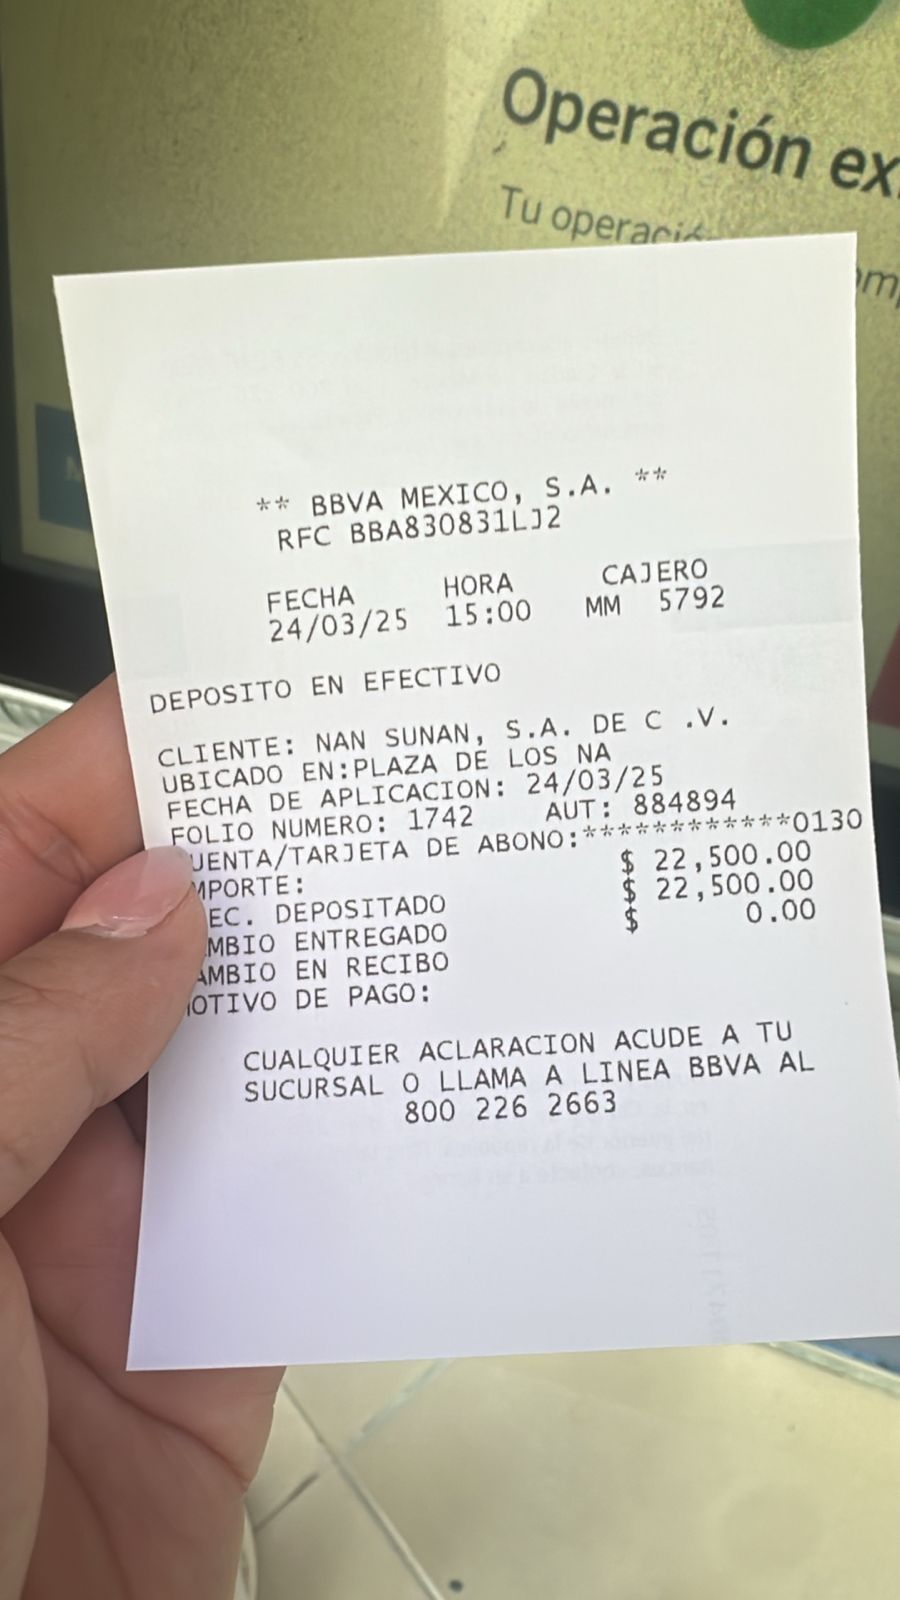 Operación ex
Tu operació
** BBVA MEXICO, S.A. **
RFC BBA830831LJ2
FECHA HORA CAJERO
24/03/25 15:00 MM 5792
DEPOSITO EN EFECTIVO
CLIENTE: NAN SUNAN, S.A. DE C .V.
UBICADO EN:PLAZA DE LOS NA
FECHA DE APLICACION: 24/03/25
FOLIO NUMERO: 1742 AUT: 884894
UENTA/TARJETA DE ABONO:************0130
MPORTE: $ 22,500.00
EC. DEPOSITADO $ 22,500.00
MBIO ENTREGADO $ 0.00
AMBIO EN RECIBO
OTIVO DE PAGO:
CUALQUIER ACLARACION ACUDE A TU
SUCURSAL O LLAMA A LINEA BBVA AL
800 226 2663